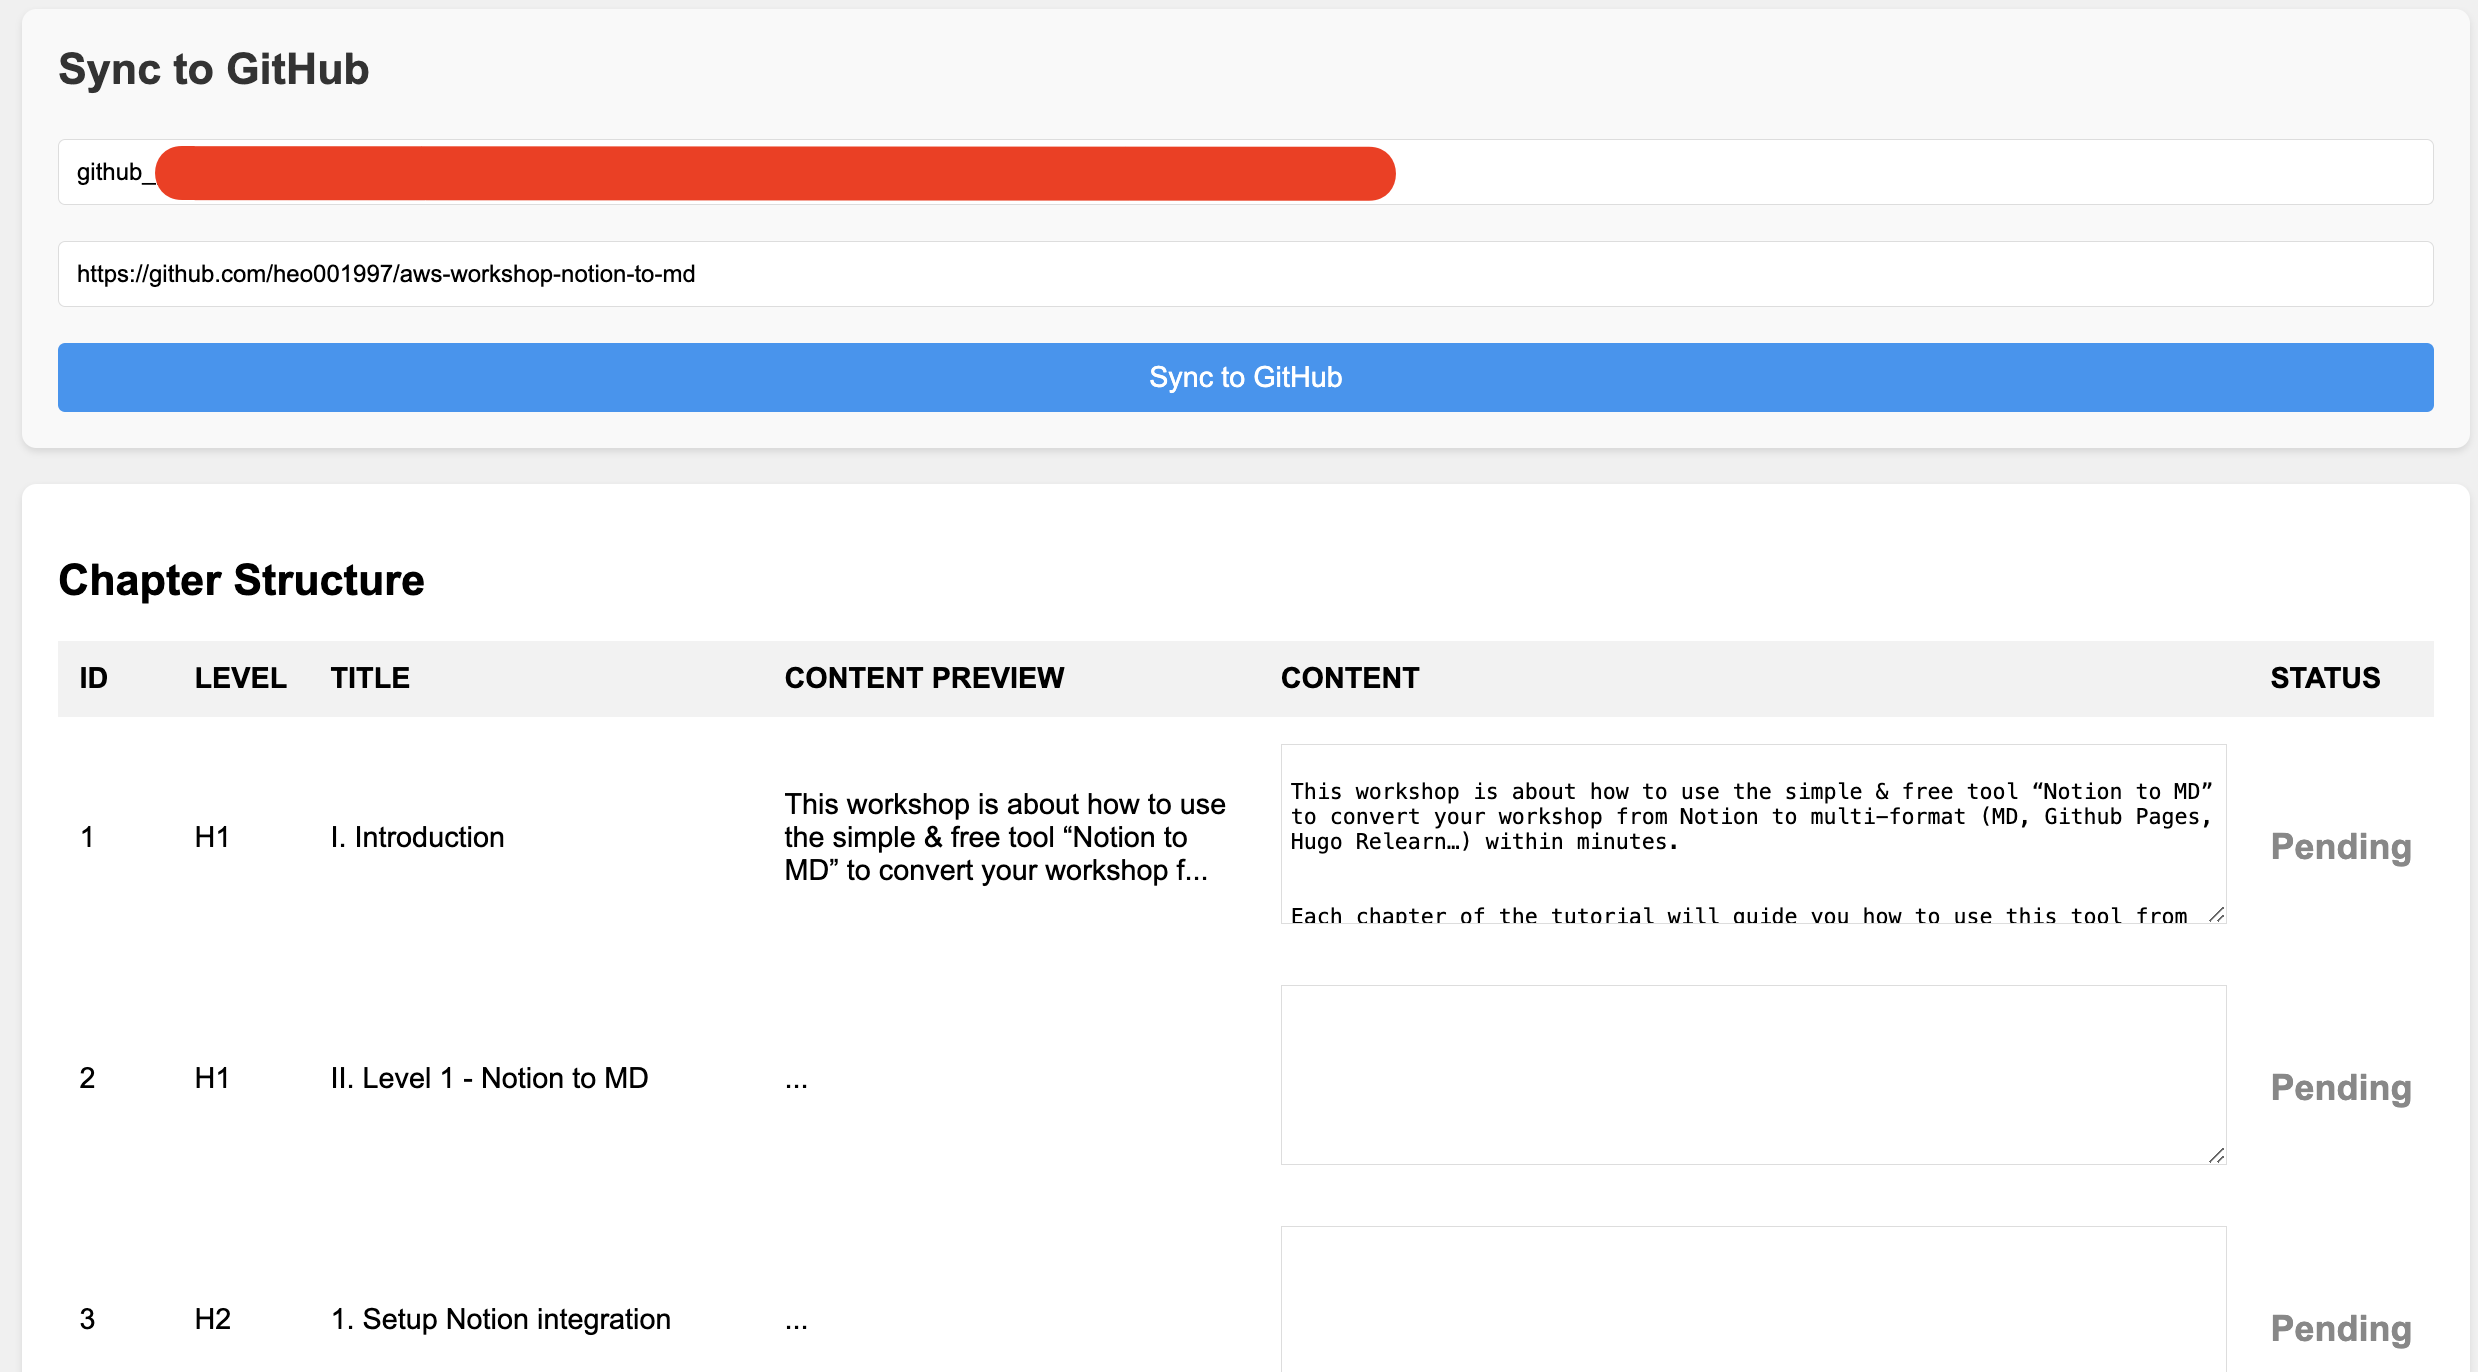 Sync to GitHub
github_
https://github.com/heo001997/aws-workshop-notion-to-md
Sync to GitHub
Chapter Structure
ID LEVEL TITLE CONTENT PREVIEW CONTENT STATUS
1 H1 I. Introduction
This workshop is about how to use
the simple & free tool “Notion to
MD” to convert your workshop f...
This workshop is about how to use the simple & free tool “Notion to MD”
to convert your workshop from Notion to multi-format (MD, Github Pages,
Hugo Relearn…) within minutes.
Each chapter of the tutorial will guide you how to use this tool from
Pending
2 H1 II. Level 1 - Notion to MD ... Pending
3 H2 1. Setup Notion integration ... Pending